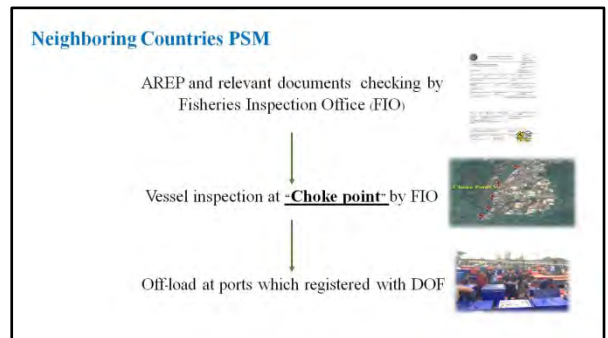 Neighboring Countries PSM
AREP and relevant documents checking by
Fisheries Inspection Office (FIO)
Vessel inspection at "Choke point" by FIO
Off-load at ports which registered with DOF